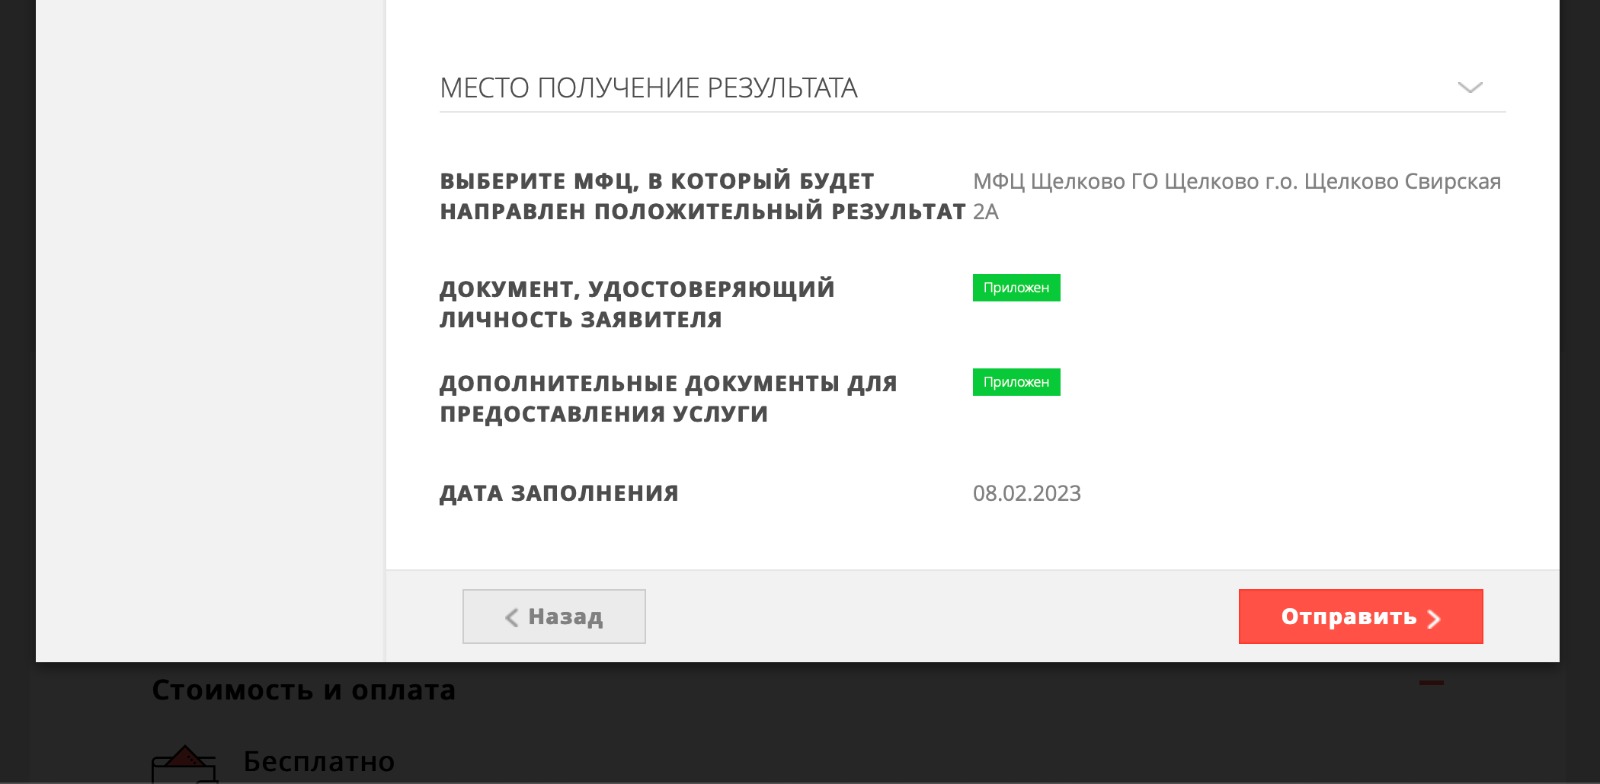 МЕСТО ПОЛУЧЕНИЕ РЕЗУЛЬТАТА
ВЫБЕРИТЕ МФЦ, В КОТОРЫЙ БУДЕТ
НАПРАВЛЕН ПОЛОЖИТЕЛЬНЫЙ РЕЗУЛЬТАТ
МФЦ Щелково ГО Щелково г.о. Щелково Свирская
2А
ДОКУМЕНТ, УДОСТОВЕРЯЮЩИЙ
ЛИЧНОСТЬ ЗАЯВИТЕЛЯ
Приложен
ДОПОЛНИТЕЛЬНЫЕ ДОКУМЕНТЫ ДЛЯ
ПРЕДОСТАВЛЕНИЯ УСЛУГИ
Приложен
ДАТА ЗАПОЛНЕНИЯ
08.02.2023
Назад
Отправить
Стоимость и оплата
Бесплатно